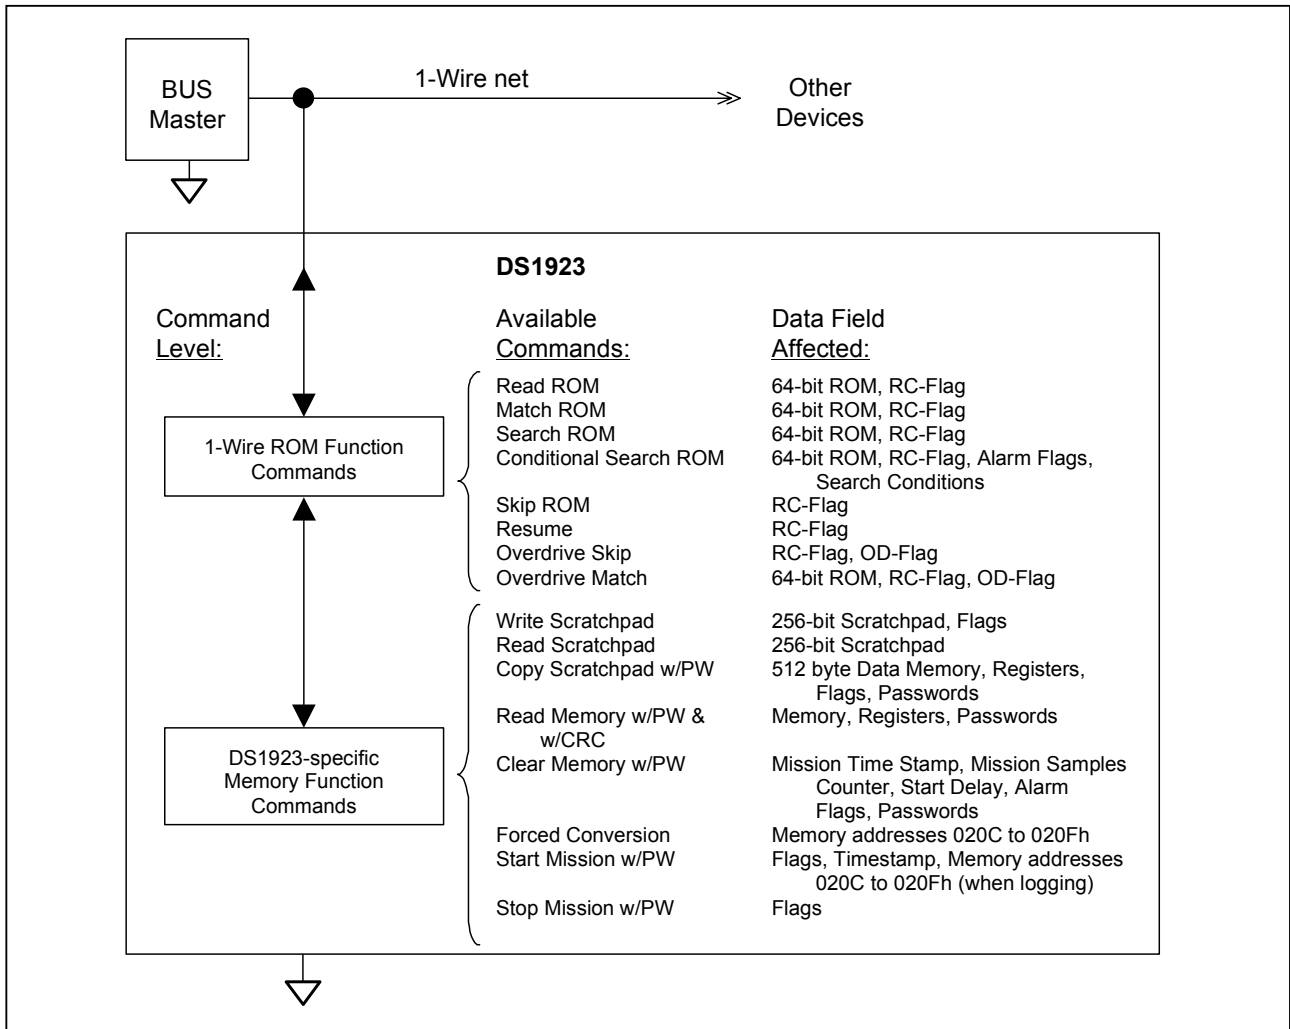 BUS
Master
1-Wire net
Other
Devices
DS1923
Command
Level:
Available
Commands:
Data Field
Affected:
1-Wire ROM Function
Commands
Read ROM 64-bit ROM, RC-Flag
Match ROM 64-bit ROM, RC-Flag
Search ROM 64-bit ROM, RC-Flag
Conditional Search ROM 64-bit ROM, RC-Flag, Alarm Flags,
Search Conditions
Skip ROM RC-Flag
Resume RC-Flag
Overdrive Skip RC-Flag, OD-Flag
Overdrive Match 64-bit ROM, RC-Flag, OD-Flag
DS1923-specific
Memory Function
Commands
Write Scratchpad 256-bit Scratchpad, Flags
Read Scratchpad 256-bit Scratchpad
Copy Scratchpad w/PW 512 byte Data Memory, Registers,
Flags, Passwords
Read Memory w/PW & Memory, Registers, Passwords
w/CRC
Clear Memory w/PW Mission Time Stamp, Mission Samples
Counter, Start Delay, Alarm
Flags, Passwords
Forced Conversion Memory addresses 020C to 020Fh
Start Mission w/PW Flags, Timestamp, Memory addresses
020C to 020Fh (when logging)
Stop Mission w/PW Flags